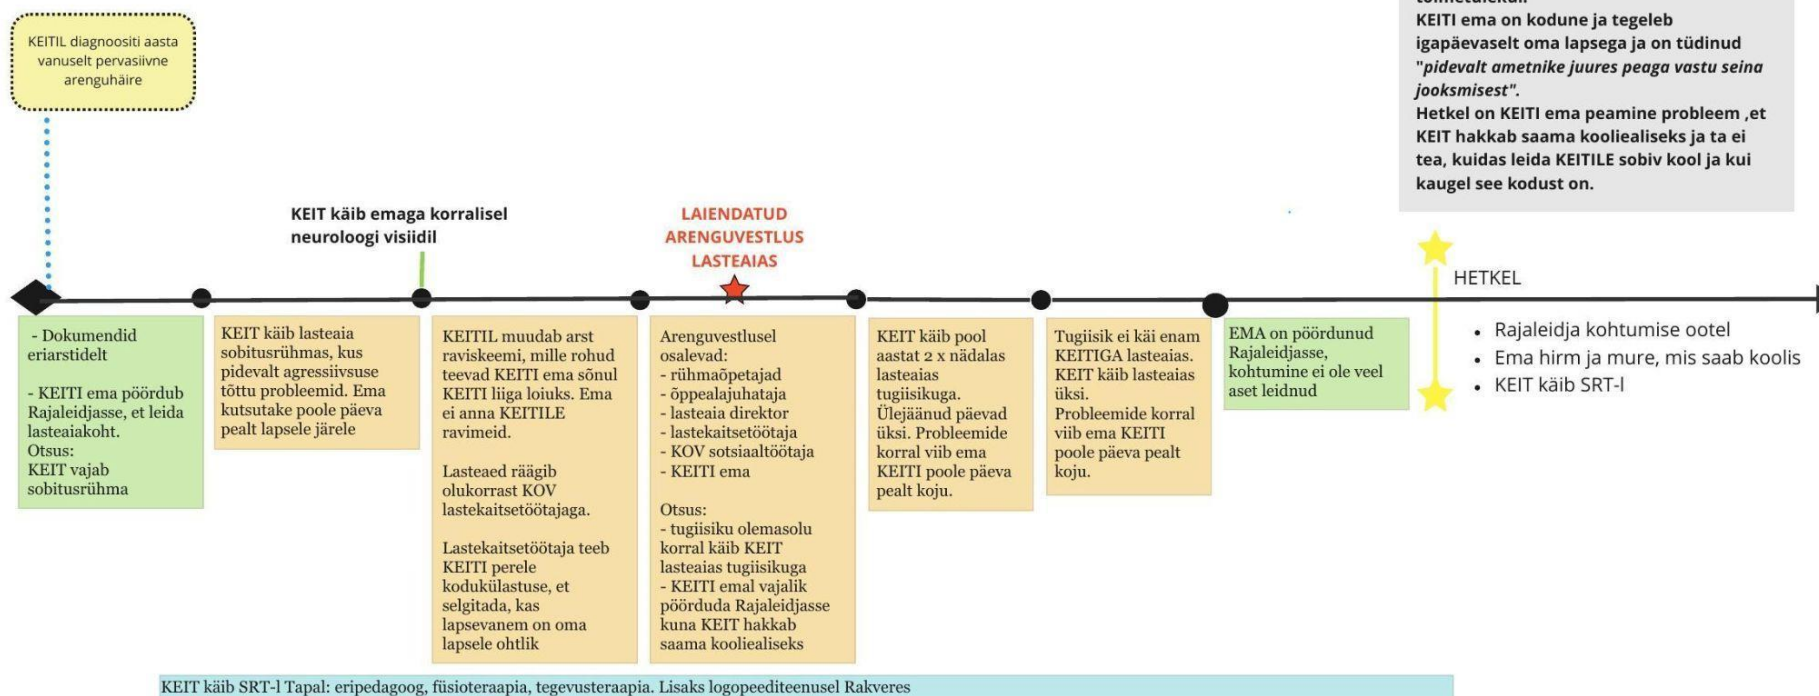 KEITIL diagnoositi aasta
vanuselt pervasiivne
arenguhäire
KEITI ema on kodune ja tegeleb
igapäevaselt oma lapsega ja on tüdinud
"pidevalt ametnike juures peaga vastu seina
jooksmisest".
Hetkel on KEITI ema peamine probleem ,et
KEIT hakkab saama kooliealiseks ja ta ei
tea, kuidas leida KEITILE sobiv kool ja kui
kaugel see kodust on.
KEIT käib emaga korralisel
neuroloogi visiidil
LAIENDATUD
ARENGUVESTLUS
LASTEAIAS
HETKEL
- Dokumendid
eriarstidelt
- KEITI ema pöördub
Rajaleidjasse, et leida
lasteaiakoht.
Otsus:
KEIT vajab
sobitusrühma
KEIT käib lasteaia
sobitusrühmas, kus
pidevalt agressiivsuse
tõttu probleemid. Ema
kutsutake poole päeva
pealt lapsele järele
KEITIL muudab arst
raviskeemi, mille rohud
teevad KEITI ema sõnul
KEITI liiga loiuks. Ema
ei anna KEITILE
ravimeid.
Lasteaed räägib
olukorrast KOV
lastekaitsetöötajaga.
Lastekaitsetöötaja teeb
KEITI perele
kodukülastuse, et
selgitada, kas
lapsevanem on oma
lapsele ohtlik
Arenguvestlusel
osalevad:
- rühmaõpetajad
- õppealajuhataja
- lasteaia direktor
- lastekaitsetöötaja
- KOV sotsiaaltöötaja
- KEITI ema
Otsus:
- tugiisiku olemasolu
korral käib KEIT
lasteaias tugiisikuga
- KEITI emal vajalik
pöörduda Rajaleidjasse
kuna KEIT hakkab
saama kooliealiseks
KEIT käib pool
aastat 2 x nädalas
lasteaias
tugiisikuga.
Ülejäänud päevad
üksi. Probleemide
korral viib ema
KEITI poole päeva
pealt koju.
Tugiisik ei käi enam
KEITIGA lasteaias.
KEIT käib lasteaias
üksi.
Probleemide korral
viib ema KEITI
poole päeva pealt
koju.
EMA on pöördunud
Rajaleidjasse,
kohtumine ei ole veel
aset leidnud
• Rajaleidja kohtumise ootel
• Ema hirm ja mure, mis saab koolis
• KEIT käib SRT-l
KEIT käib SRT-l Tapal: eripedagoog, füsioteraapia, tegevusteraapia. Lisaks logopeediteenusel Rakveres